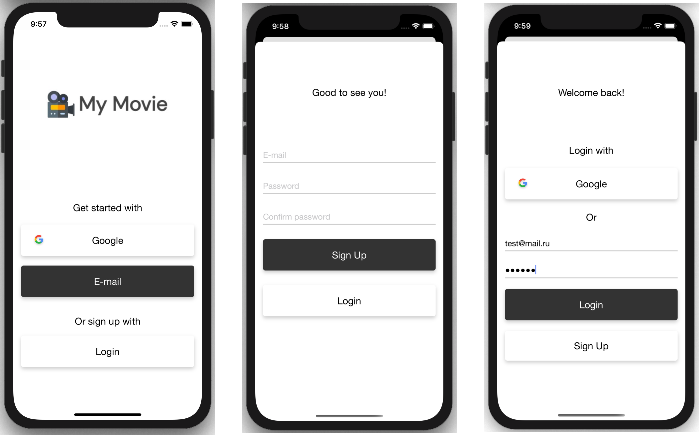 9:57
My Movie
Get started with
Google
E-mail
Or sign up with
Login
9:58
Good to see you!
E-mail
Password
Confirm password
Sign Up
Login
9:59
Welcome back!
Login with
Google
Or
test@mail.ru
••••••
Login
Sign Up